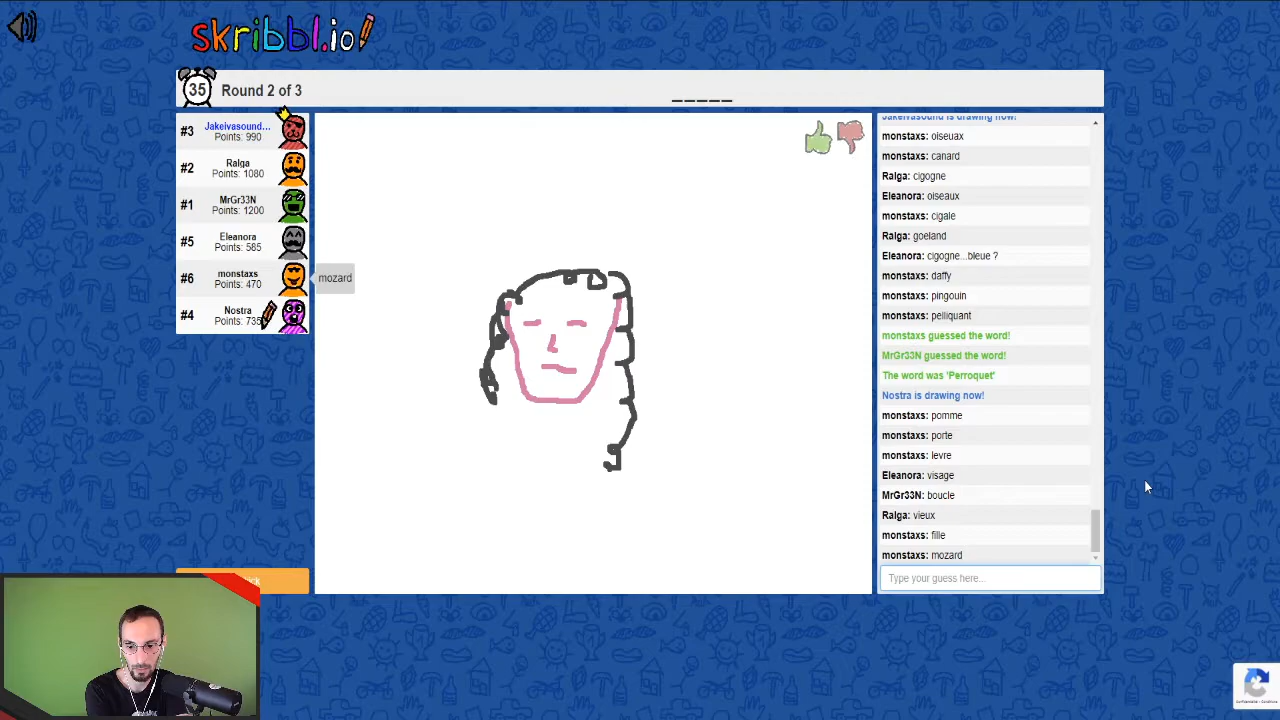 skribbl.io
35
Round 2 of 3
_____
#3
Jakeivasound...
Points: 990
#2
Ralga
Points: 1080
#1
MrGr33N
Points: 1200
#5
Eleanora
Points: 585
#6
monstaxs
Points: 470
mozard
#4
Nostra
Points: 735
Jakeivasound is drawing now!
monstaxs: oiseuax
monstaxs: canard
Ralga: cigogne
Eleanora: oiseaux
monstaxs: cigale
Ralga: goeland
Eleanora: cigogne...bleue ?
monstaxs: daffy
monstaxs: pingouin
monstaxs: pelliquant
monstaxs guessed the word!
MrGr33N guessed the word!
The word was 'Perroquet'
Nostra is drawing now!
monstaxs: pomme
monstaxs: porte
monstaxs: levre
Eleanora: visage
MrGr33N: boucle
Ralga: vieux
monstaxs: fille
monstaxs: mozard
Type your guess here...